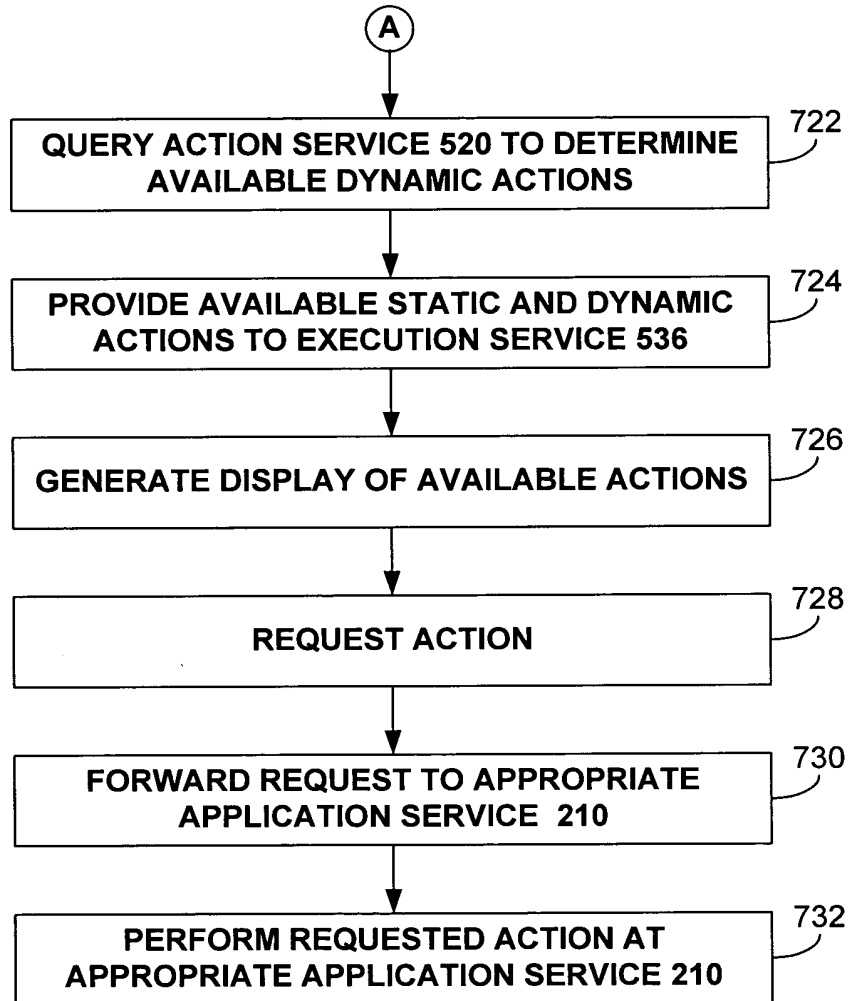 A
722
QUERY ACTION SERVICE 520 TO DETERMINE
AVAILABLE DYNAMIC ACTIONS
724
PROVIDE AVAILABLE STATIC AND DYNAMIC
ACTIONS TO EXECUTION SERVICE 536
726
GENERATE DISPLAY OF AVAILABLE ACTIONS
728
REQUEST ACTION
730
FORWARD REQUEST TO APPROPRIATE
APPLICATION SERVICE 210
732
PERFORM REQUESTED ACTION AT
APPROPRIATE APPLICATION SERVICE 210